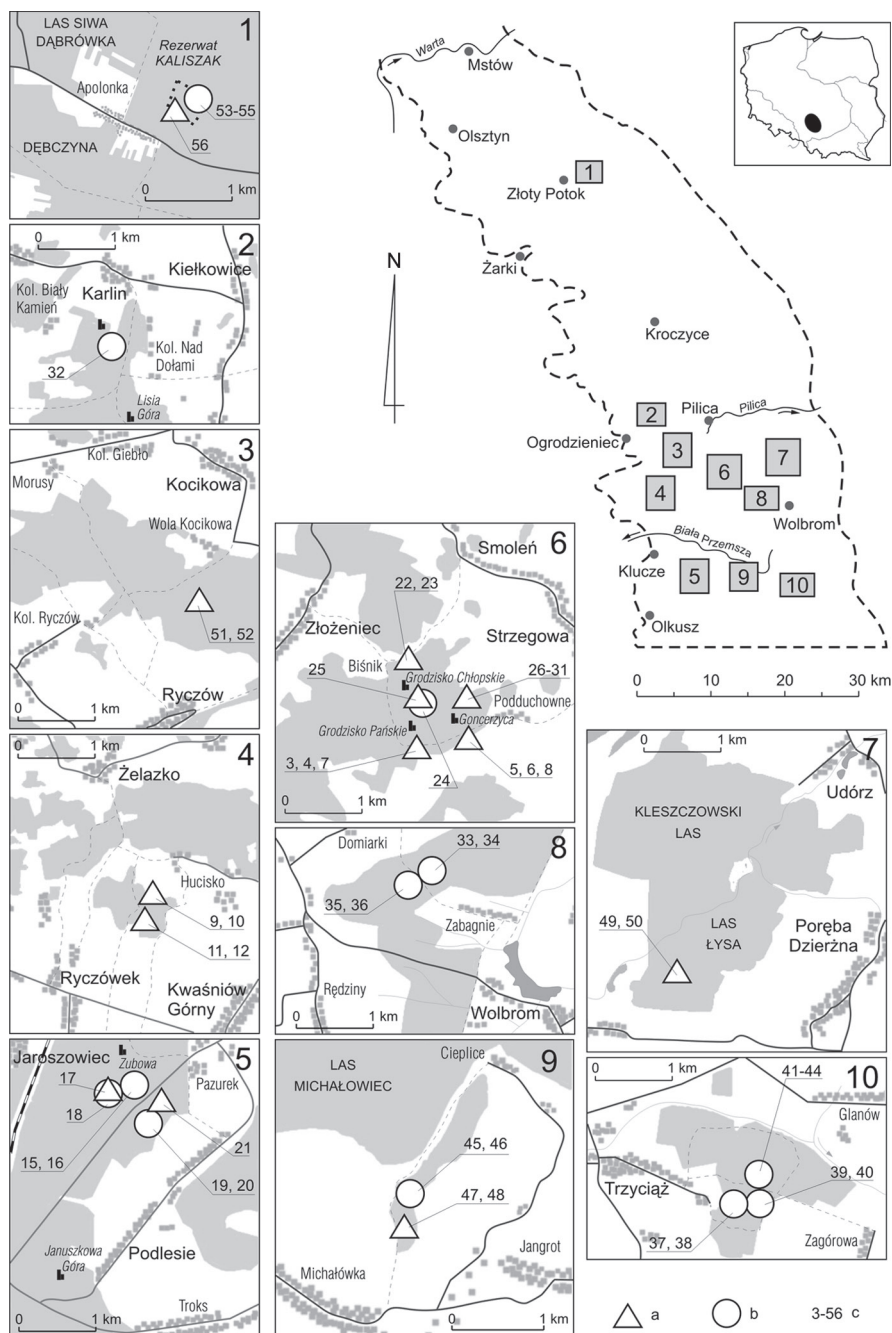 LAS SIWA
DĄBRÓWKA
1
Rezerwat
KALISZAK
Apolonka
53-55
56
DĘBCZYNA
0 1 km
Warta
Mstów
Olsztyn
1
Złoty Potok
Żarki
N
Kroczyce
2
Pilica
Pilica
Ogrodzieniec
3
6
7
4
8
Wolbrom
Biała Przemsza
Klucze
5
9
10
Olkusz
0 10 20 30 km
0 1 km
2
Kiełkowice
Kol. Biały
Kamień
Karlin
Kol. Nad
Dołami
32
Lisia
Góra
3
Kol. Giebło
Morusy
Kocikowa
Wola Kocikowa
Kol. Ryczów
51, 52
Ryczów
0 1 km
0 1 km
4
Żelazko
Hucisko
9, 10
11, 12
Ryczówek
Kwaśniów
Górny
5
Jaroszowiec
Zubowa
Pazurek
17
18
21
15, 16
19, 20
Januszkowa
Góra
Podlesie
Troks
0 1 km
6
Smoleń
22, 23
Złożeniec
Strzegowa
Biśnik
25
Grodzisko Chłopskie
26-31
Podduchowne
Goncerzyca
Grodzisko Pańskie
3, 4, 7
24
5, 6, 8
0 1 km
7
0 1 km
Udórz
KLESZCZOWSKI
LAS
LAS
ŁYSA
Poręba
Dzierżna
49, 50
8
Domiarki
33, 34
35, 36
Zabagnie
Rędziny
Wolbrom
0 1 km
9
Cieplice
LAS
MICHAŁOWIEC
45, 46
47, 48
Jangrot
Michałówka
0 1 km
10
0 1 km
41-44
Glanów
Trzyciąż
39, 40
37, 38
Zagórowa
a b 3-56 c